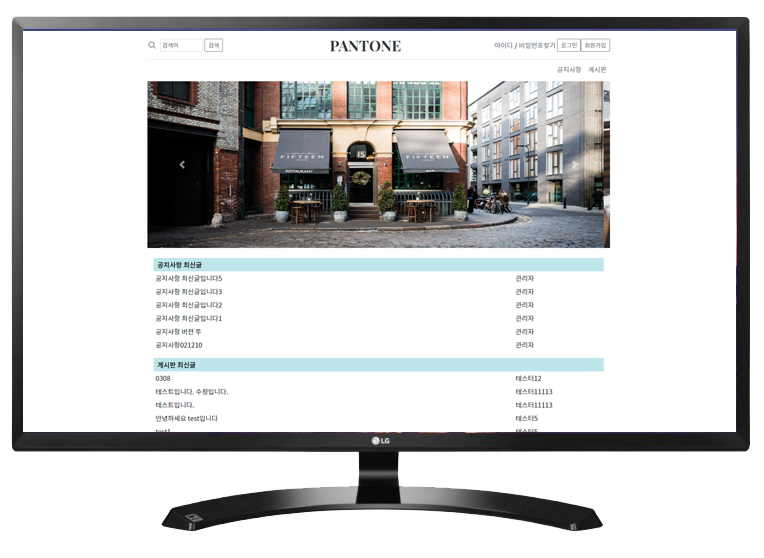 검색어 검색 PANTONE 아이디 / 비밀번호찾기 로그인 회원가입
공지사항 게시판
15
FIFTEEN FIFTEEN
RESTAURANT BAR
공지사항 최신글
공지사항 최신글입니다5 관리자
공지사항 최신글입니다3 관리자
공지사항 최신글입니다2 관리자
공지사항 최신글입니다1 관리자
공지사항 버전 투 관리자
공지사항021210 관리자
게시판 최신글
0308 테스터12
테스트입니다. 수정입니다. 테스터11113
테스트입니다. 테스터11113
안녕하세요 test입니다 테스터5
test1 테스터5
LG